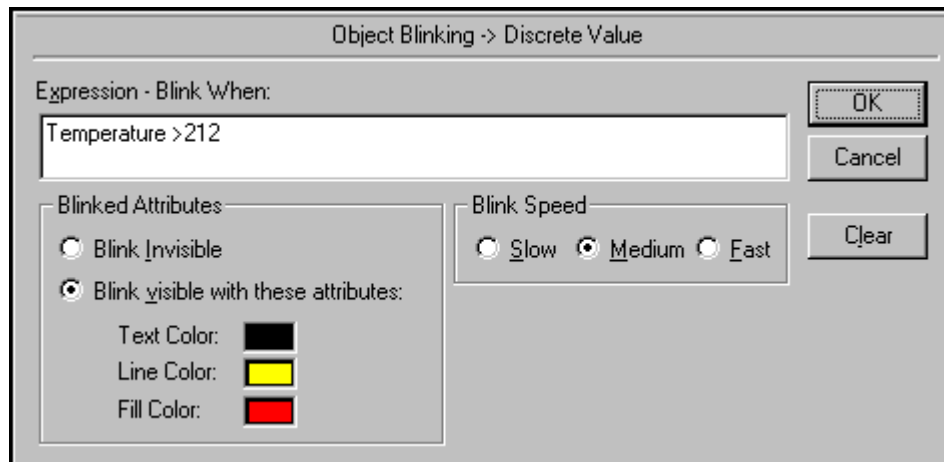 Object Blinking -> Discrete Value
Expression - Blink When:
Temperature >212
OK
Cancel
Clear
Blinked Attributes
Blink Invisible
Blink visible with these attributes:
Text Color:
Line Color:
Fill Color:
Blink Speed
Slow Medium Fast